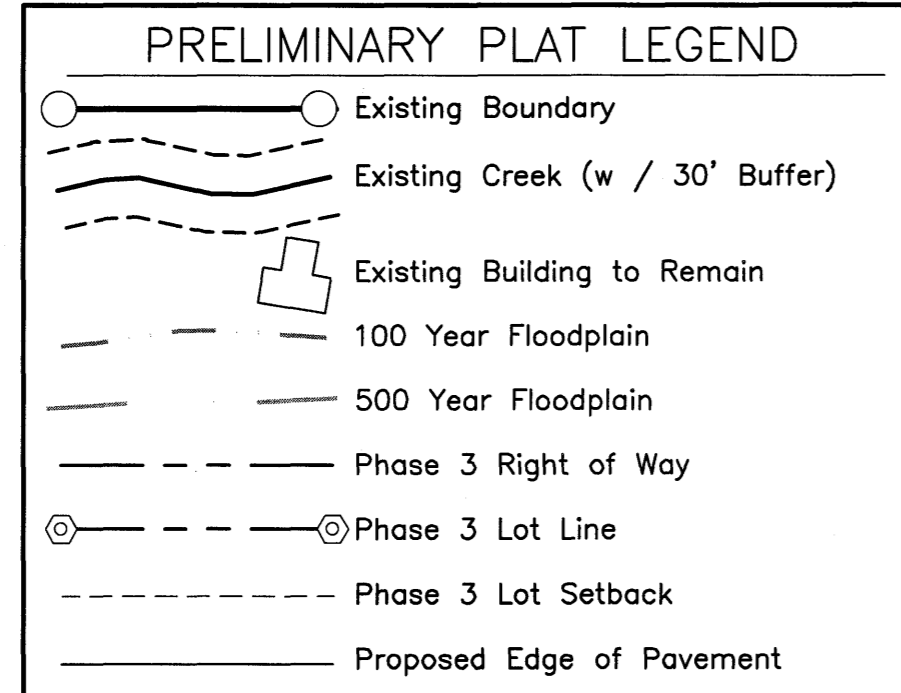 PRELIMINARY PLAT LEGEND
Existing Boundary
Existing Creek (w / 30' Buffer)
Existing Building to Remain
100 Year Floodplain
500 Year Floodplain
Phase 3 Right of Way
Phase 3 Lot Line
Phase 3 Lot Setback
Proposed Edge of Pavement